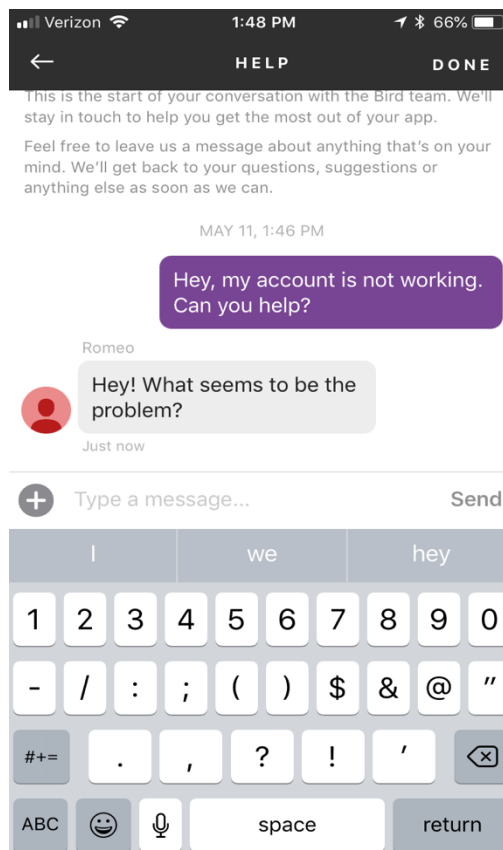 Verizon 1:48 PM 66%
HELP DONE
This is the start of your conversation with the Bird team. We'll
stay in touch to help you get the most out of your app.
Feel free to leave us a message about anything that's on your
mind. We'll get back to your questions, suggestions or
anything else as soon as we can.
MAY 11, 1:46 PM
Hey, my account is not working.
Can you help?
Romeo
Hey! What seems to be the
problem?
Just now
Type a message... Send
I we hey
1 2 3 4 5 6 7 8 9 0
- / : ; ( ) $ & @ "
#+= . , ? ! '
ABC space return